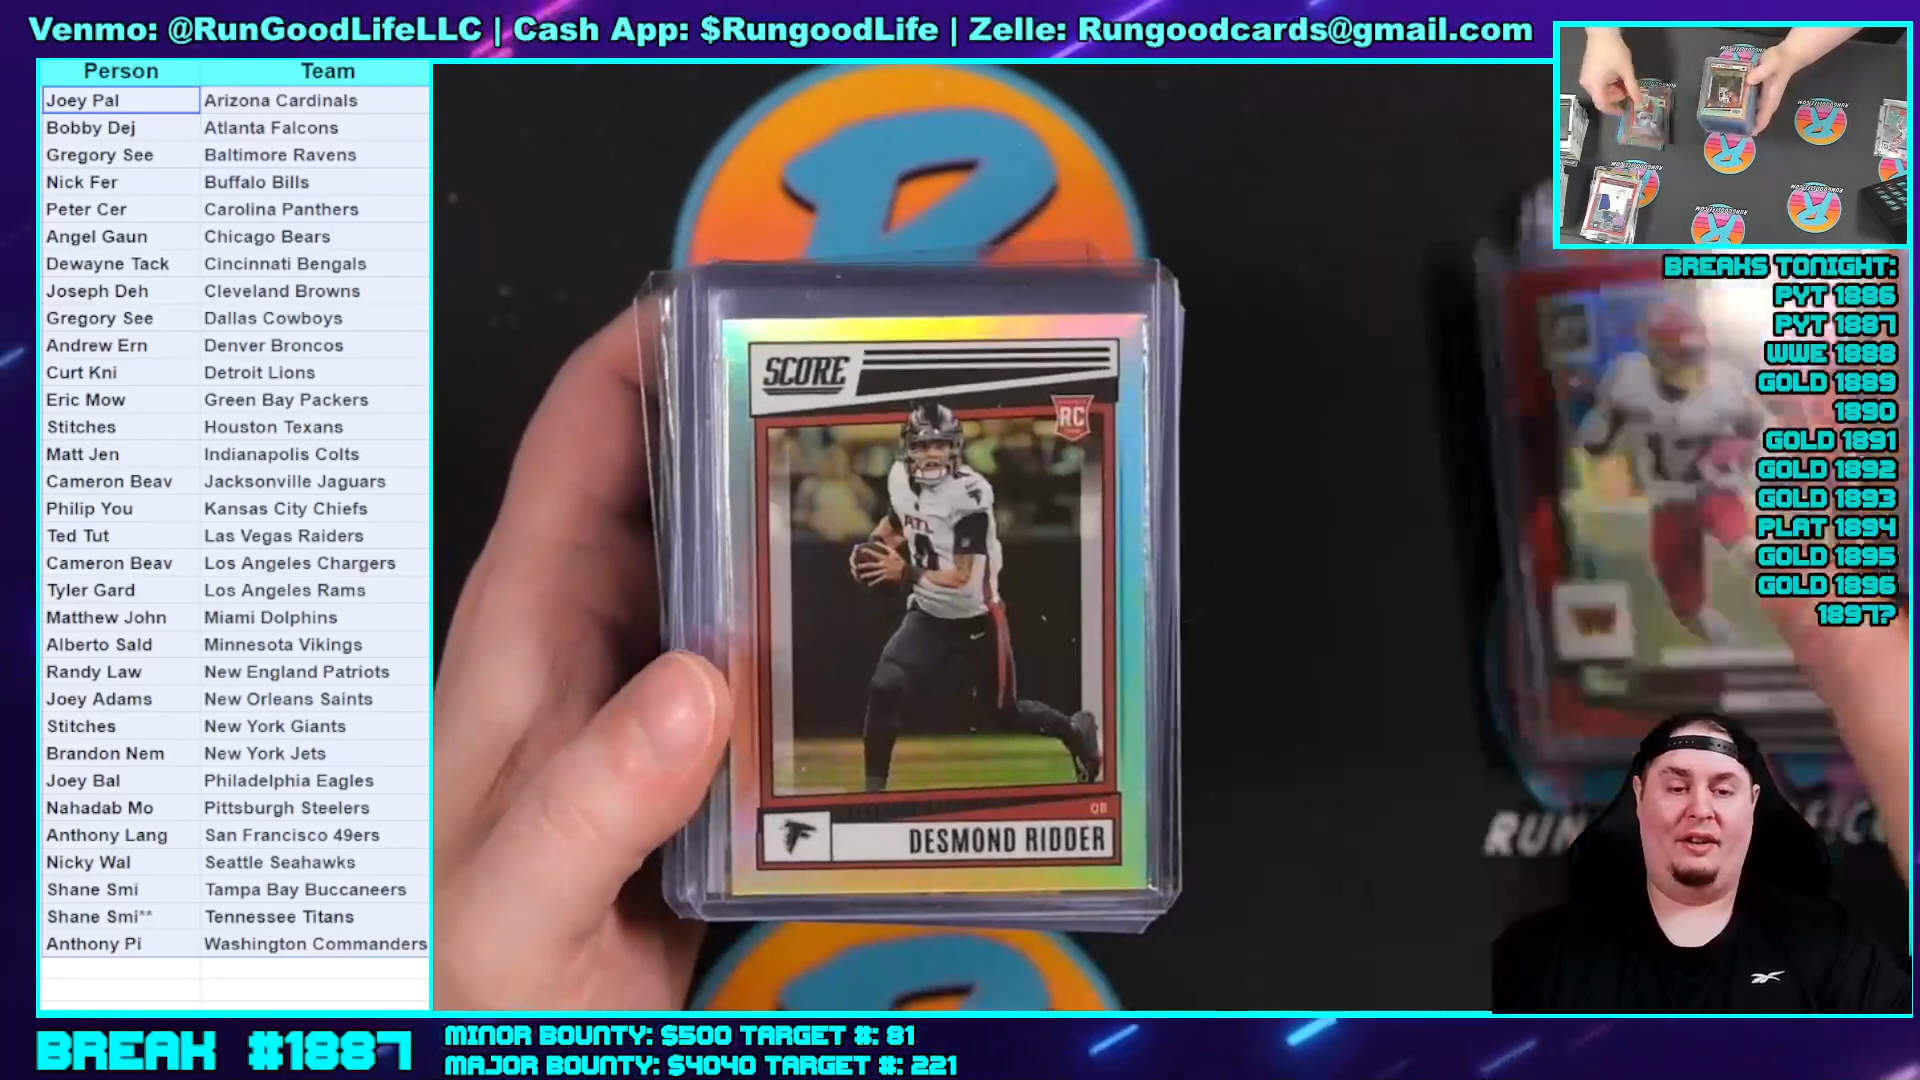 Venmo: @RunGoodLifeLLC | Cash App: $RungoodLife | Zelle: Rungoodcards@gmail.com
Person Team
Joey Pal Arizona Cardinals
Bobby Dej Atlanta Falcons
Gregory See Baltimore Ravens
Nick Fer Buffalo Bills
Peter Cer Carolina Panthers
Angel Gaun Chicago Bears
Dewayne Tack Cincinnati Bengals
Joseph Deh Cleveland Browns
Gregory See Dallas Cowboys
Andrew Ern Denver Broncos
Curt Kni Detroit Lions
Eric Mow Green Bay Packers
Stitches Houston Texans
Matt Jen Indianapolis Colts
Cameron Beav Jacksonville Jaguars
Philip You Kansas City Chiefs
Ted Tut Las Vegas Raiders
Cameron Beav Los Angeles Chargers
Tyler Gard Los Angeles Rams
Matthew John Miami Dolphins
Alberto Sald Minnesota Vikings
Randy Law New England Patriots
Joey Adams New Orleans Saints
Stitches New York Giants
Brandon Nem New York Jets
Joey Bal Philadelphia Eagles
Nahadab Mo Pittsburgh Steelers
Anthony Lang San Francisco 49ers
Nicky Wal Seattle Seahawks
Shane Smi Tampa Bay Buccaneers
Shane Smi** Tennessee Titans
Anthony Pi Washington Commanders
SCORE
RC
ATL
QB
DESMOND RIDDER
BREAKS TONIGHT:
PYT 1886
PYT 1887
WWE 1888
GOLD 1889
1890
GOLD 1891
GOLD 1892
GOLD 1893
PLAT 1894
GOLD 1895
GOLD 1896
1897?
RUN
BREAK #1887
MINOR BOUNTY: $500 TARGET #: 81
MAJOR BOUNTY: $4040 TARGET #: 221